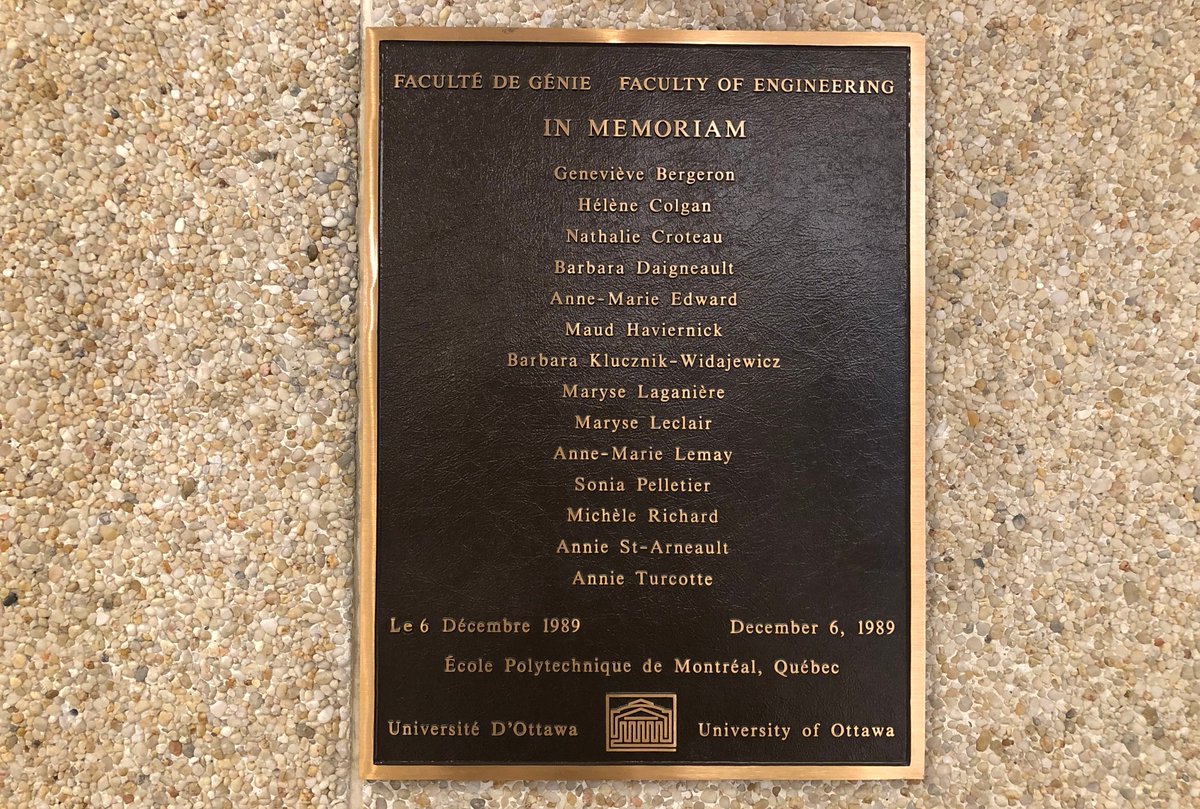 FACULTÉ DE GÉNIE FACULTY OF ENGINEERING
IN MEMORIAM
Geneviève Bergeron
Hélène Colgan
Nathalie Croteau
Barbara Daigneault
Anne-Marie Edward
Maud Haviernick
Barbara Klucznik-Widajewicz
Maryse Laganière
Maryse Leclair
Anne-Marie Lemay
Sonia Pelletier
Michèle Richard
Annie St-Arneault
Annie Turcotte
Le 6 Décembre 1989 December 6, 1989
École Polytechnique de Montréal, Québec
Université D'Ottawa University of Ottawa